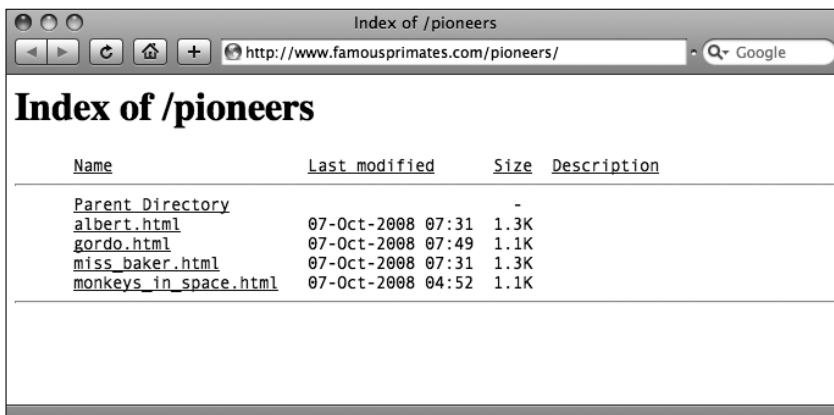 Index of /pioneers
http://www.famousprimates.com/pioneers/
Google
Index of /pioneers
Name Last modified Size Description
Parent Directory -
albert.html 07-Oct-2008 07:31 1.3K
gordo.html 07-Oct-2008 07:49 1.1K
miss_baker.html 07-Oct-2008 07:31 1.3K
monkeys_in_space.html 07-Oct-2008 04:52 1.1K